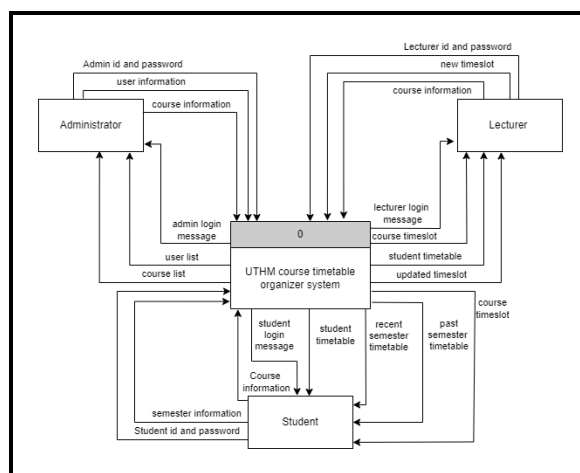 Admin id and password
user information
course information
Administrator
Lecturer id and password
new timeslot
course information
Lecturer
admin login
message
user list
course list
0
UTHM course timetable
organizer system
lecturer login
message
course timeslot
student timetable
updated timeslot
student
login
message
student
timetable
recent
semester
timetable
past
semester
timetable
course
timeslot
Course
information
semester information
Student id and password
Student